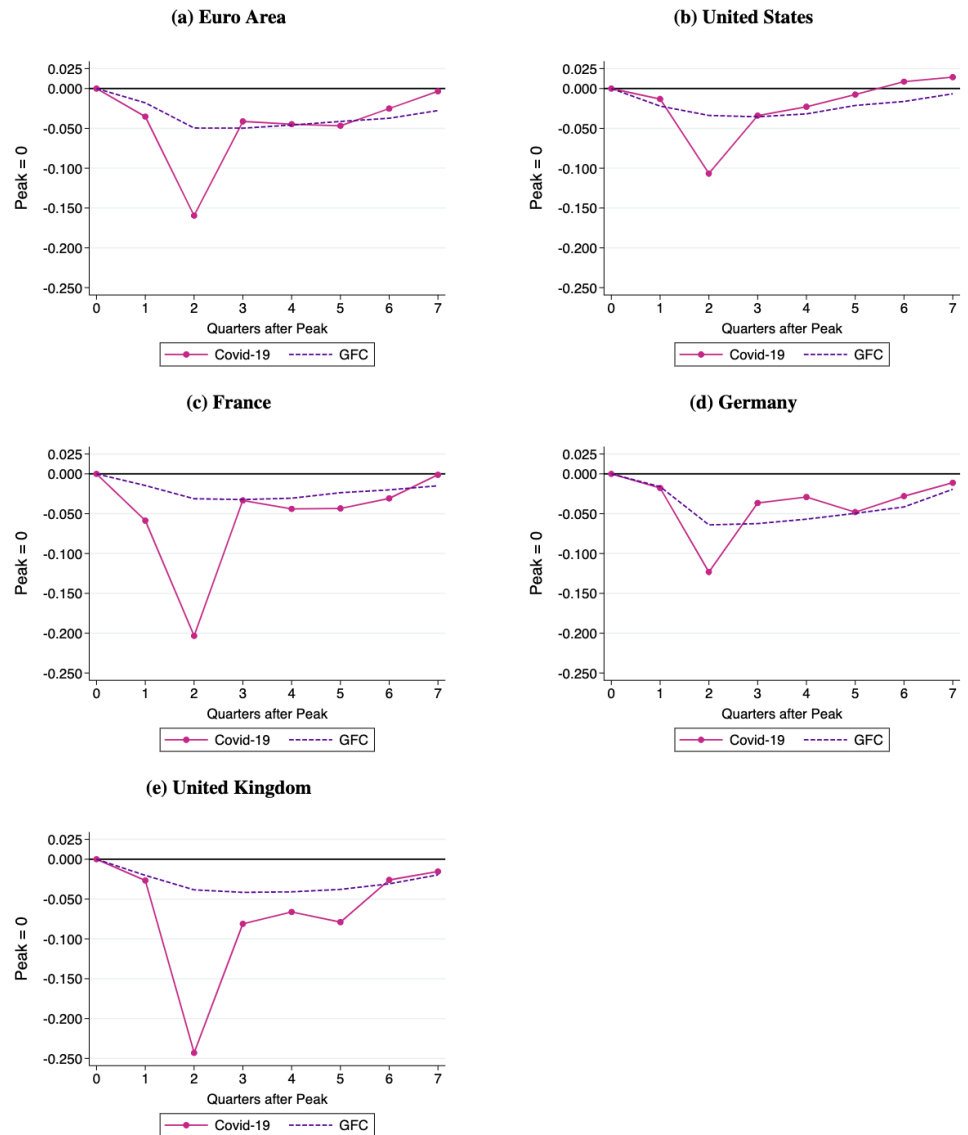 (a) Euro Area
0.025
0.000
-0.050
-0.100
-0.150
-0.200
-0.250
Peak = 0
0 1 2 3 4 5 6 7
Quarters after Peak
Covid-19 GFC
(b) United States
0.025
0.000
-0.050
-0.100
-0.150
-0.200
-0.250
Peak = 0
0 1 2 3 4 5 6 7
Quarters after Peak
Covid-19 GFC
(c) France
0.025
0.000
-0.050
-0.100
-0.150
-0.200
-0.250
Peak = 0
0 1 2 3 4 5 6 7
Quarters after Peak
Covid-19 GFC
(d) Germany
0.025
0.000
-0.050
-0.100
-0.150
-0.200
-0.250
Peak = 0
0 1 2 3 4 5 6 7
Quarters after Peak
Covid-19 GFC
(e) United Kingdom
0.025
0.000
-0.050
-0.100
-0.150
-0.200
-0.250
Peak = 0
0 1 2 3 4 5 6 7
Quarters after Peak
Covid-19 GFC